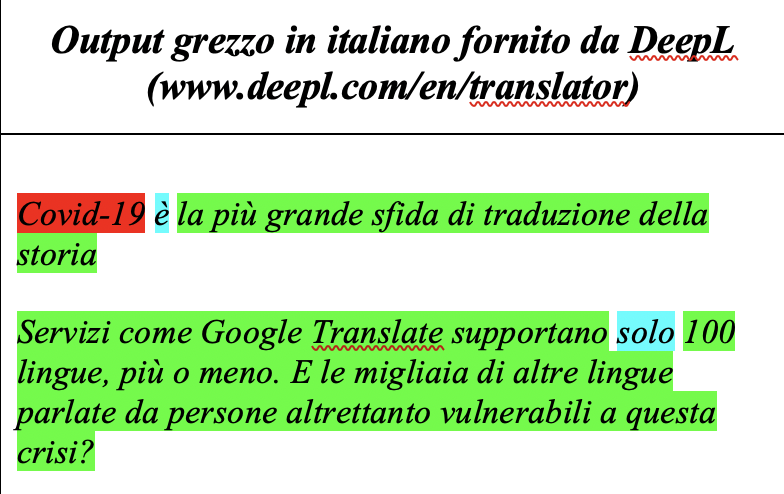 Output grezzo in italiano fornito da DeepL
(www.deepl.com/en/translator)
Covid-19 è la più grande sfida di traduzione della
storia
Servizi come Google Translate supportano solo 100
lingue, più o meno. E le migliaia di altre lingue
parlate da persone altrettanto vulnerabili a questa
crisi?